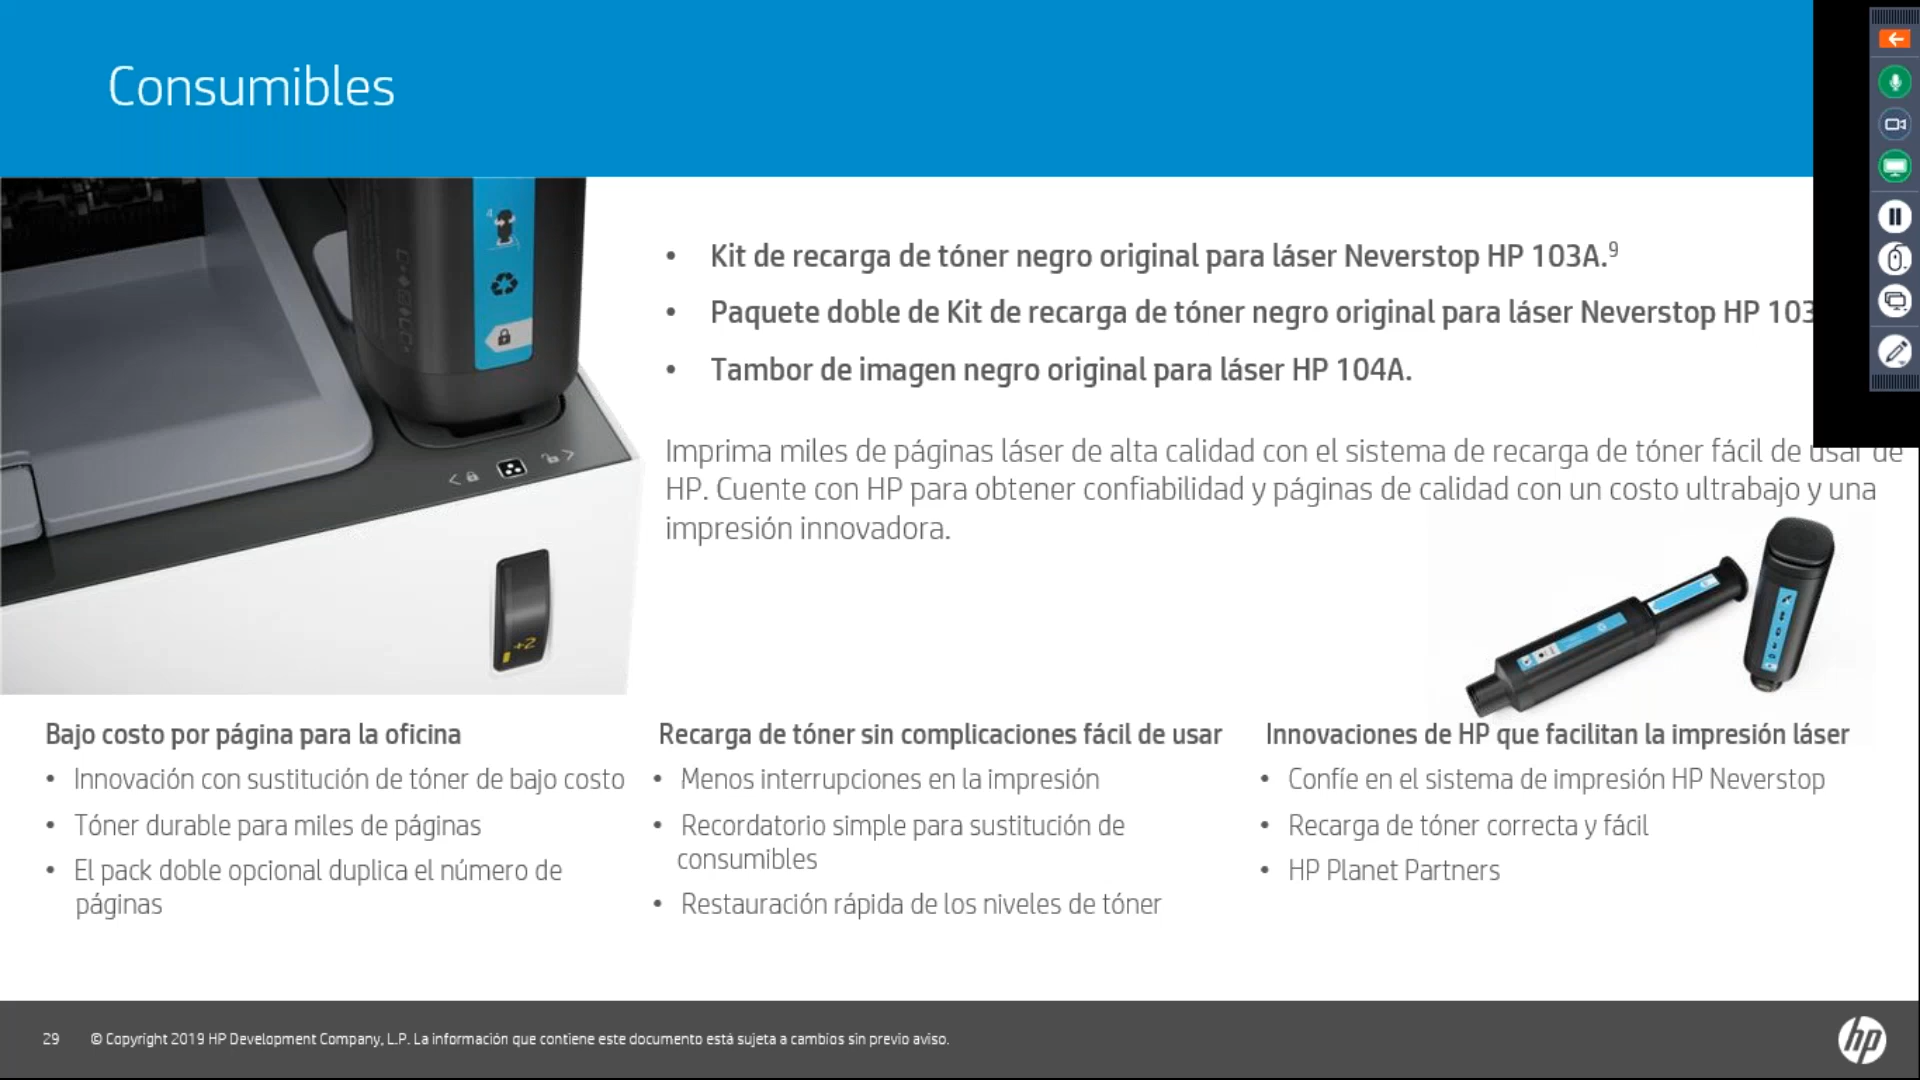 Consumibles
• Kit de recarga de tóner negro original para láser Neverstop HP 103A.9
• Paquete doble de Kit de recarga de tóner negro original para láser Neverstop HP 103
• Tambor de imagen negro original para láser HP 104A.
Imprima miles de páginas láser de alta calidad con el sistema de recarga de tóner fácil de usar de
HP. Cuente con HP para obtener confiabilidad y páginas de calidad con un costo ultrabajo y una
impresión innovadora.
+2
Bajo costo por página para la oficina
• Innovación con sustitución de tóner de bajo costo
• Tóner durable para miles de páginas
• El pack doble opcional duplica el número de
páginas
Recarga de tóner sin complicaciones fácil de usar
• Menos interrupciones en la impresión
• Recordatorio simple para sustitución de
consumibles
• Restauración rápida de los niveles de tóner
Innovaciones de HP que facilitan la impresión láser
• Confíe en el sistema de impresión HP Neverstop
• Recarga de tóner correcta y fácil
• HP Planet Partners
29 © Copyright 2019 HP Development Company, L.P. La información que contiene este documento está sujeta a cambios sin previo aviso.
hp